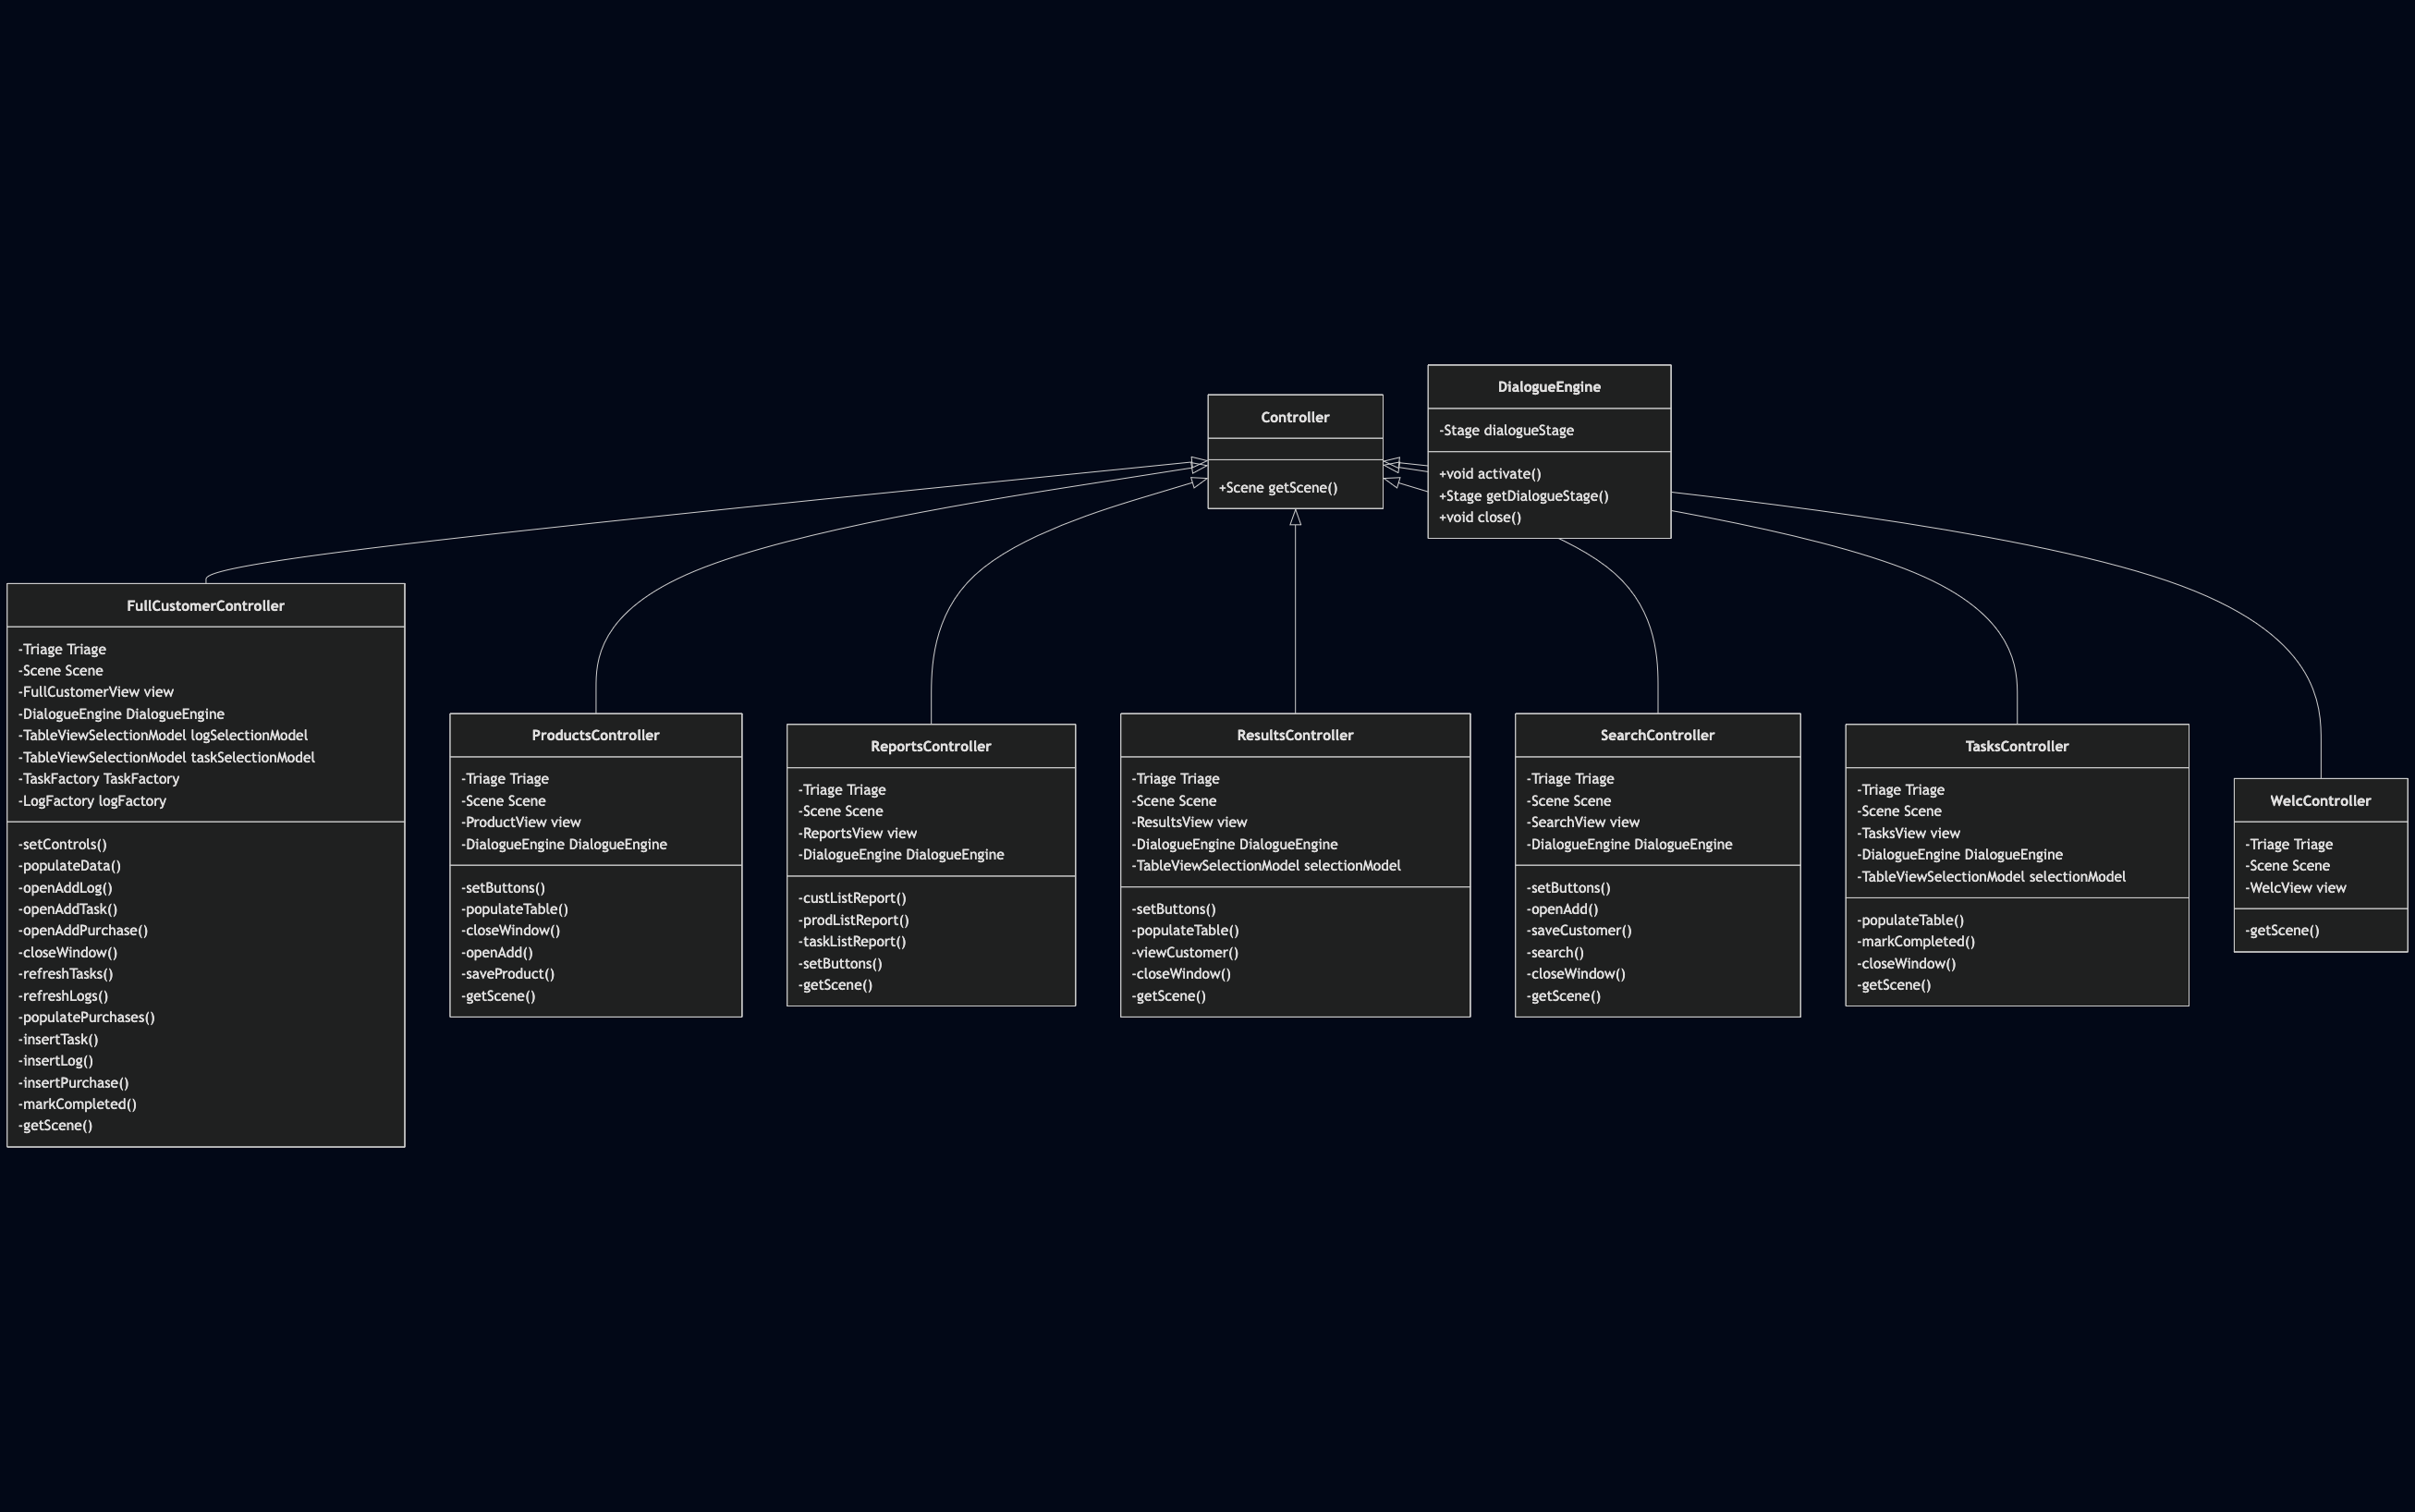 Controller
+Scene getScene()
DialogueEngine
-Stage dialogueStage
+void activate()
+Stage getDialogueStage()
+void close()
FullCustomerController
-Triage Triage
-Scene Scene
-FullCustomerView view
-DialogueEngine DialogueEngine
-TableViewSelectionModel logSelectionModel
-TableViewSelectionModel taskSelectionModel
-TaskFactory TaskFactory
-LogFactory logFactory
-setControls()
-populateData()
-openAddLog()
-openAddTask()
-openAddPurchase()
-closeWindow()
-refreshTasks()
-refreshLogs()
-populatePurchases()
-insertTask()
-insertLog()
-insertPurchase()
-markCompleted()
-getScene()
ProductsController
-Triage Triage
-Scene Scene
-ProductView view
-DialogueEngine DialogueEngine
-setButtons()
-populateTable()
-closeWindow()
-openAdd()
-saveProduct()
-getScene()
ReportsController
-Triage Triage
-Scene Scene
-ReportsView view
-DialogueEngine DialogueEngine
-custListReport()
-prodListReport()
-taskListReport()
-setButtons()
-getScene()
ResultsController
-Triage Triage
-Scene Scene
-ResultsView view
-DialogueEngine DialogueEngine
-TableViewSelectionModel selectionModel
-setButtons()
-populateTable()
-viewCustomer()
-closeWindow()
-getScene()
SearchController
-Triage Triage
-Scene Scene
-SearchView view
-DialogueEngine DialogueEngine
-setButtons()
-openAdd()
-saveCustomer()
-search()
-closeWindow()
-getScene()
TasksController
-Triage Triage
-Scene Scene
-TasksView view
-DialogueEngine DialogueEngine
-TableViewSelectionModel selectionModel
-populateTable()
-markCompleted()
-closeWindow()
-getScene()
WelcController
-Triage Triage
-Scene Scene
-WelcView view
-getScene()